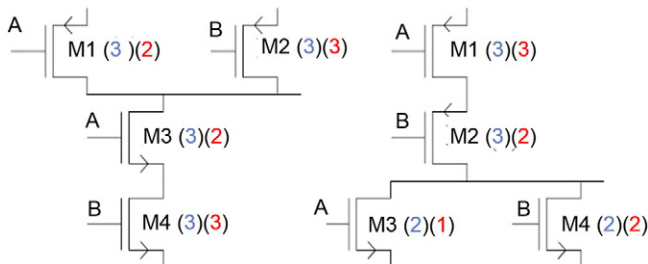 A
M1 (3 )(2)
B
M2 (3)(3)
A
M1 (3)(3)
A
M3 (3)(2)
B
M2 (3)(2)
B
M4 (3)(3)
A
M3 (2)(1)
B
M4 (2)(2)